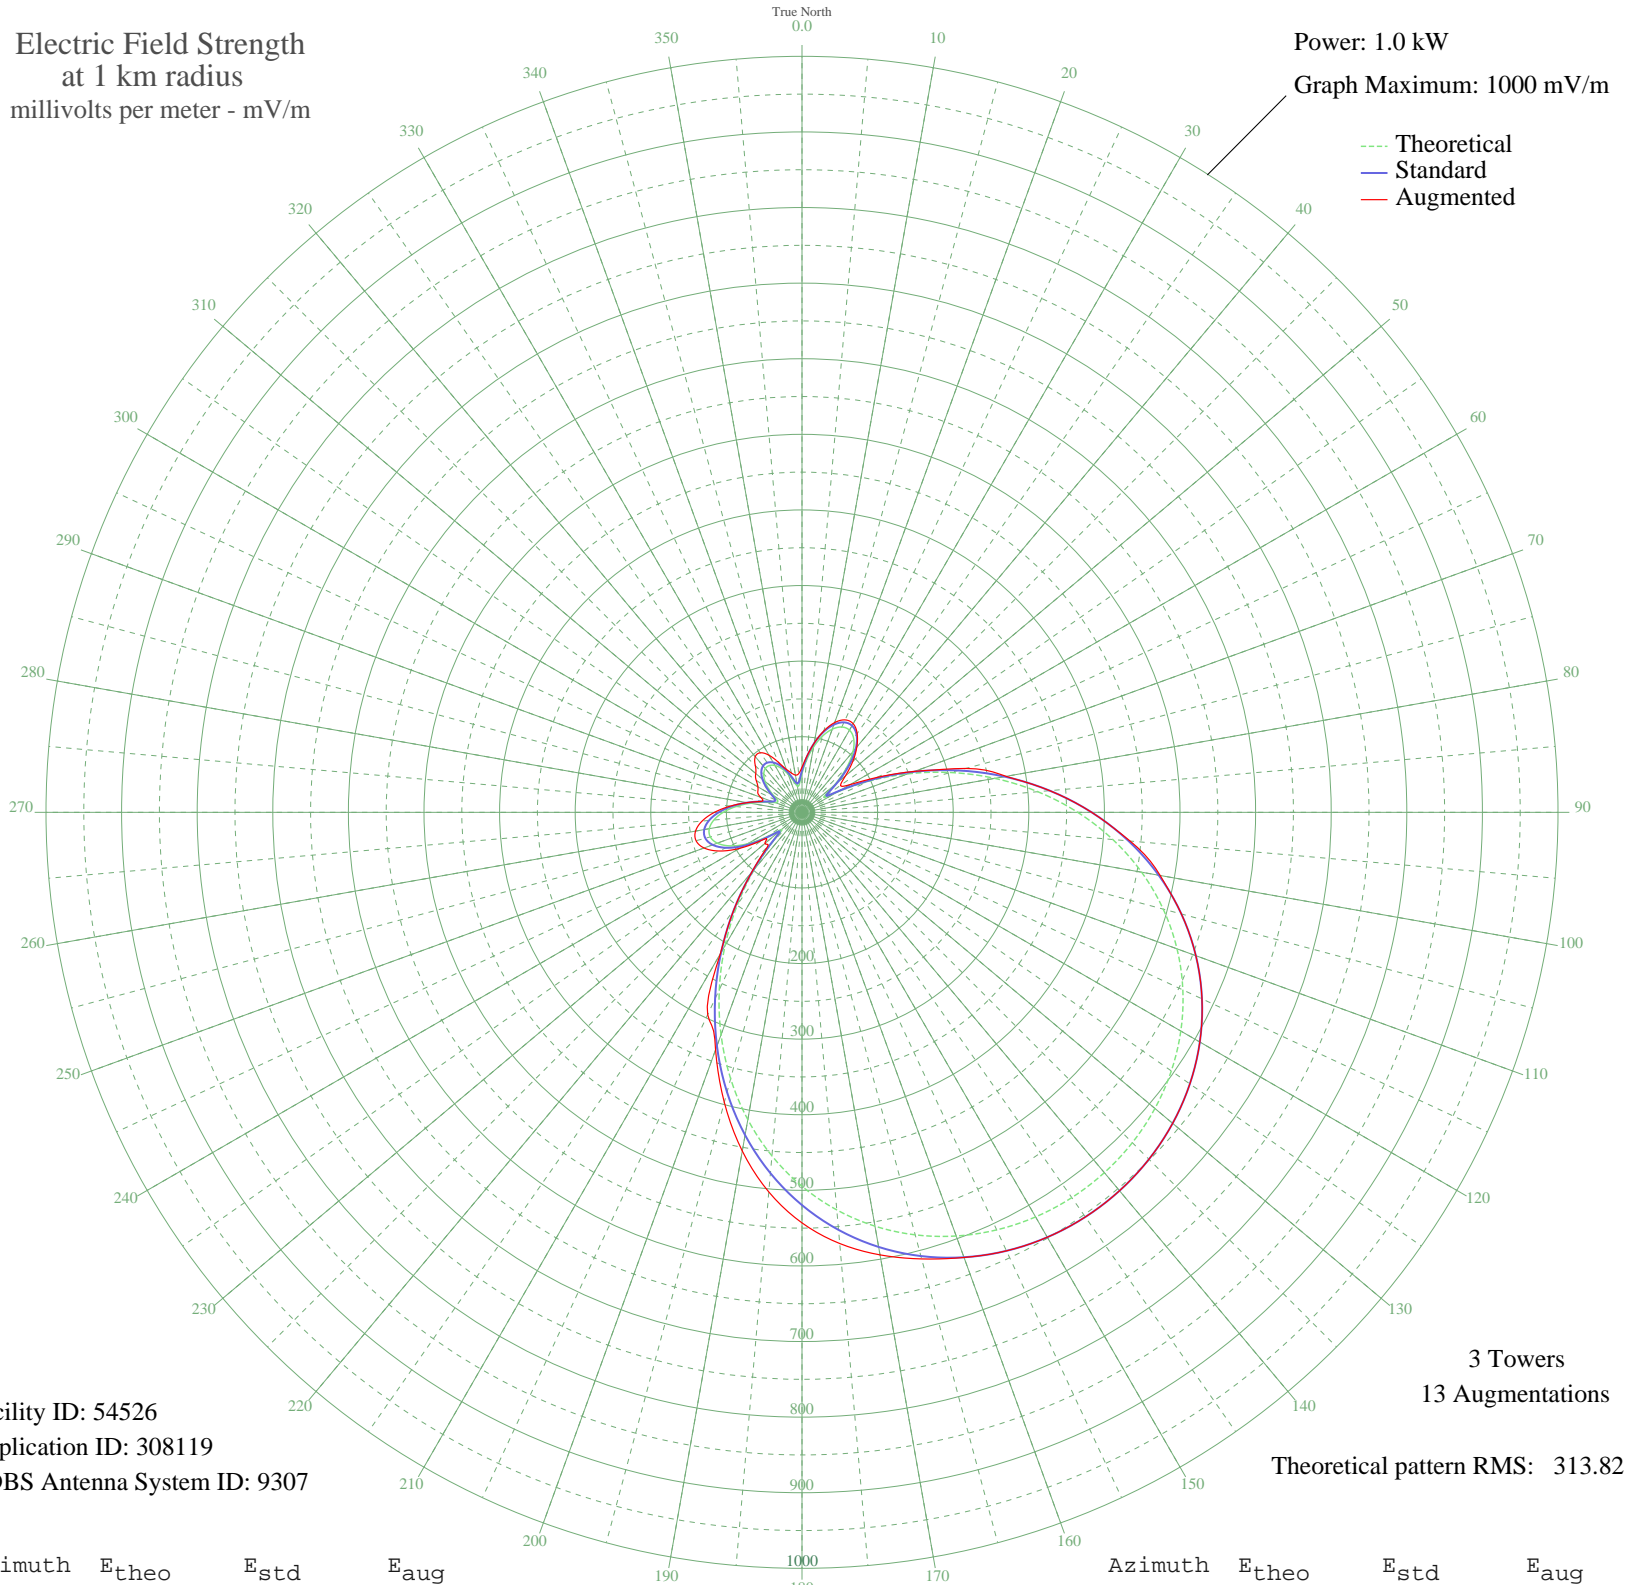 True North
0.0
Electric Field Strength
at 1 km radius
millivolts per meter - mV/m
Power: 1.0 kW
Graph Maximum: 1000 mV/m
Theoretical
Standard
Augmented
10
20
30
40
50
60
70
80
90
100
110
120
130
140
150
160
170
190
200
210
220
230
240
250
260
270
280
290
300
310
320
330
340
350
200
300
400
500
600
700
800
900
1000
3 Towers
13 Augmentations
Theoretical pattern RMS: 313.82
cility ID: 54526
plication ID: 308119
DBS Antenna System ID: 9307
imuth Etheo Estd Eaug
Azimuth Etheo Estd Eaug